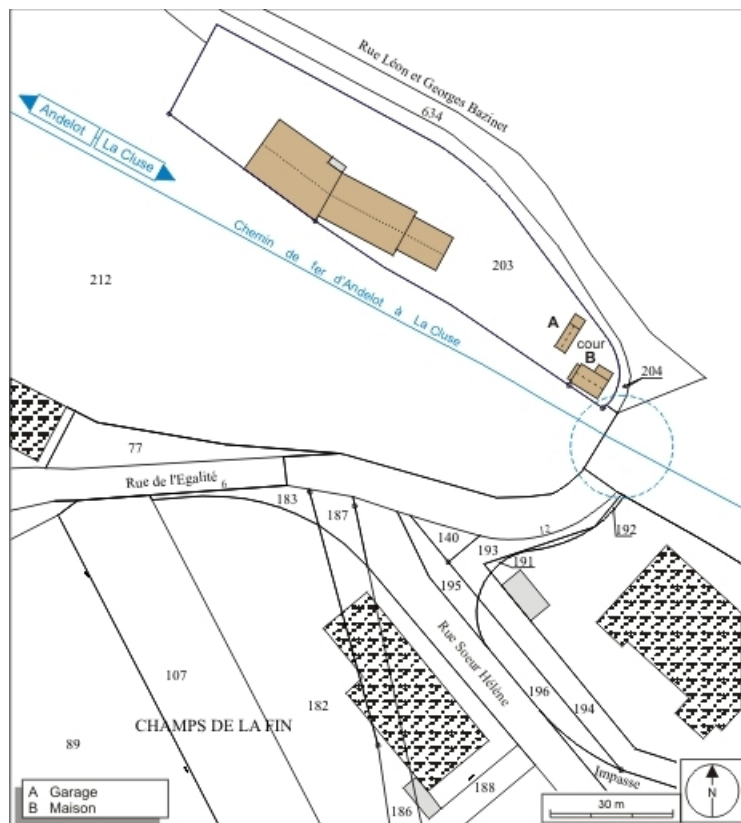 Rue Léon et Georges Bazinet
634
Andelot
La Cluse
Chemin de fer d'Andelot à La Cluse
212
203
A
cour
B
204
77
Rue de l'Egalité
6
183
187
12
192
140
193
191
195
Rue Soeur Hélène
107
182
196
194
CHAMPS DE LA FIN
89
Impasse
188
186
A Garage
B Maison
30 m
N